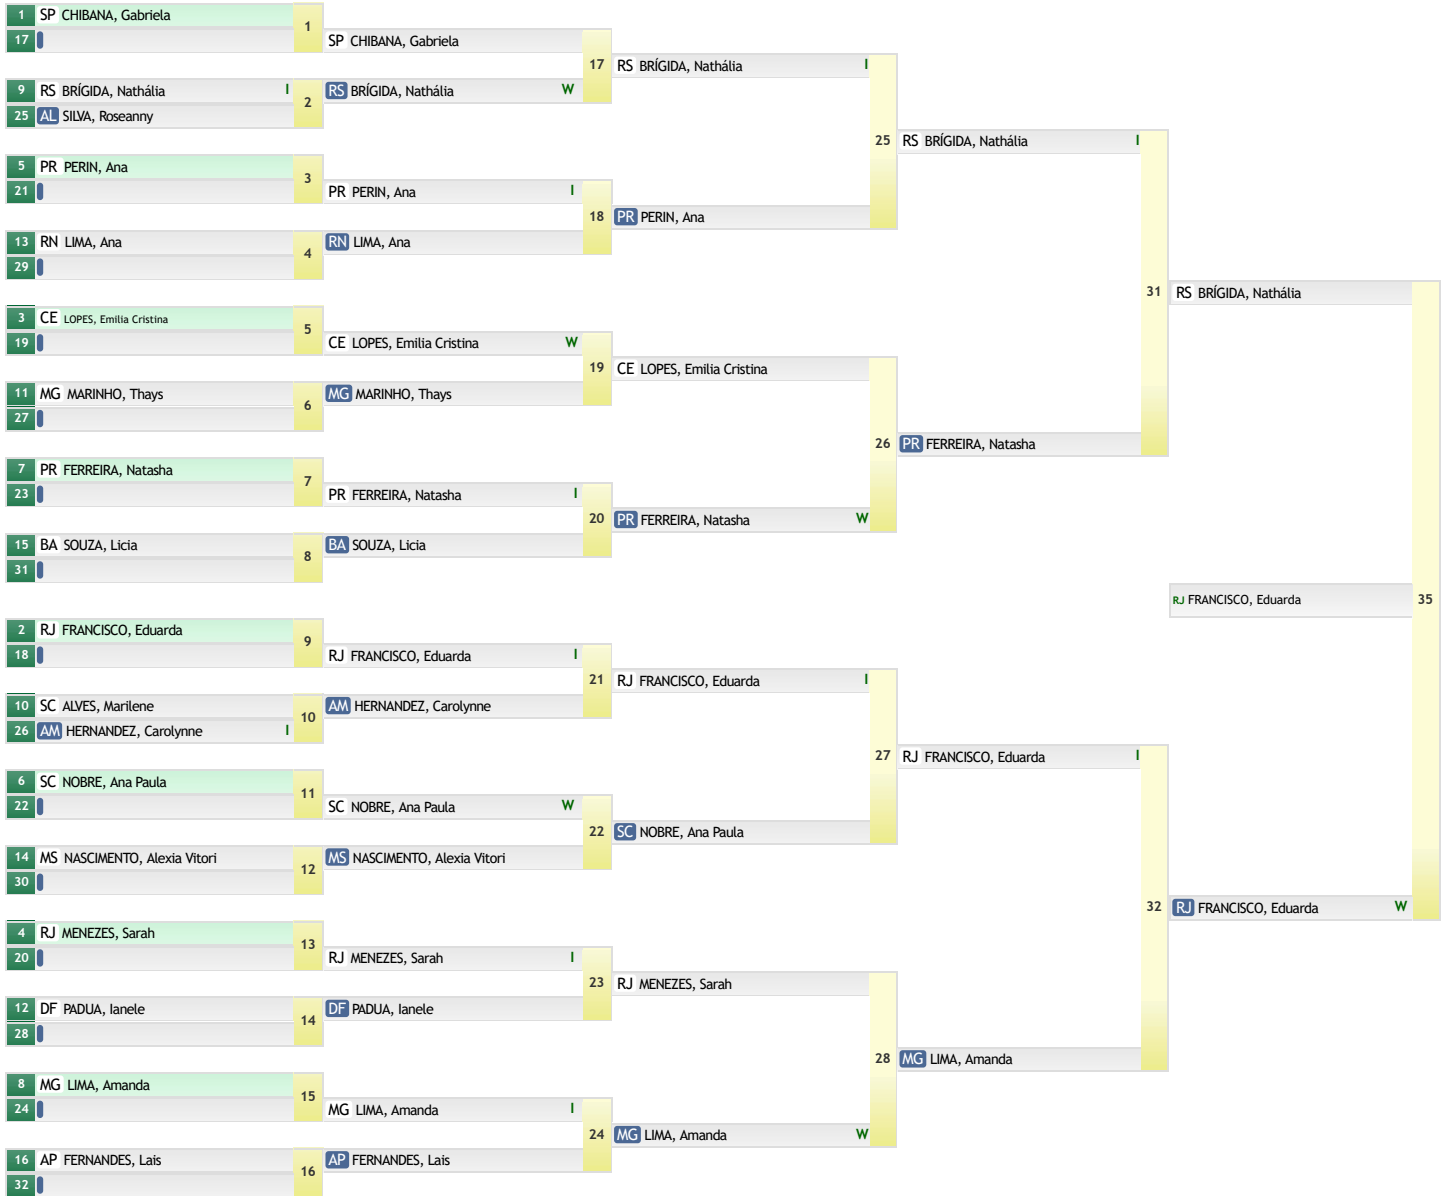 1 SP CHIBANA, Gabriela
17
1
9 RS BRÍGIDA, Nathália I
25 AL SILVA, Roseanny
2
5 PR PERIN, Ana
21
3
13 RN LIMA, Ana
29
4
3 CE LOPES, Emilia Cristina
19
5
11 MG MARINHO, Thays
27
6
7 PR FERREIRA, Natasha
23
7
15 BA SOUZA, Licia
31
8
2 RJ FRANCISCO, Eduarda
18
9
10 SC ALVES, Marilene
26 AM HERNANDEZ, Carolynne I
10
6 SC NOBRE, Ana Paula
22
11
14 MS NASCIMENTO, Alexia Vitori
30
12
4 RJ MENEZES, Sarah
20
13
12 DF PADUA, Ianele
28
14
8 MG LIMA, Amanda
24
15
16 AP FERNANDES, Lais
32
16
SP CHIBANA, Gabriela
RS BRÍGIDA, Nathália W
17
PR PERIN, Ana I
RN LIMA, Ana
18
CE LOPES, Emilia Cristina W
MG MARINHO, Thays
19
PR FERREIRA, Natasha I
BA SOUZA, Licia
20
RJ FRANCISCO, Eduarda I
AM HERNANDEZ, Carolynne
21
SC NOBRE, Ana Paula W
MS NASCIMENTO, Alexia Vitori
22
RJ MENEZES, Sarah I
DF PADUA, Ianele
23
MG LIMA, Amanda I
AP FERNANDES, Lais
24
RS BRÍGIDA, Nathália I
PR PERIN, Ana
25
CE LOPES, Emilia Cristina
PR FERREIRA, Natasha W
26
RJ FRANCISCO, Eduarda I
SC NOBRE, Ana Paula
27
RJ MENEZES, Sarah
MG LIMA, Amanda W
28
RS BRÍGIDA, Nathália I
PR FERREIRA, Natasha
31
RJ FRANCISCO, Eduarda I
MG LIMA, Amanda
32
RS BRÍGIDA, Nathália
RJ FRANCISCO, Eduarda
35
RJ FRANCISCO, Eduarda W